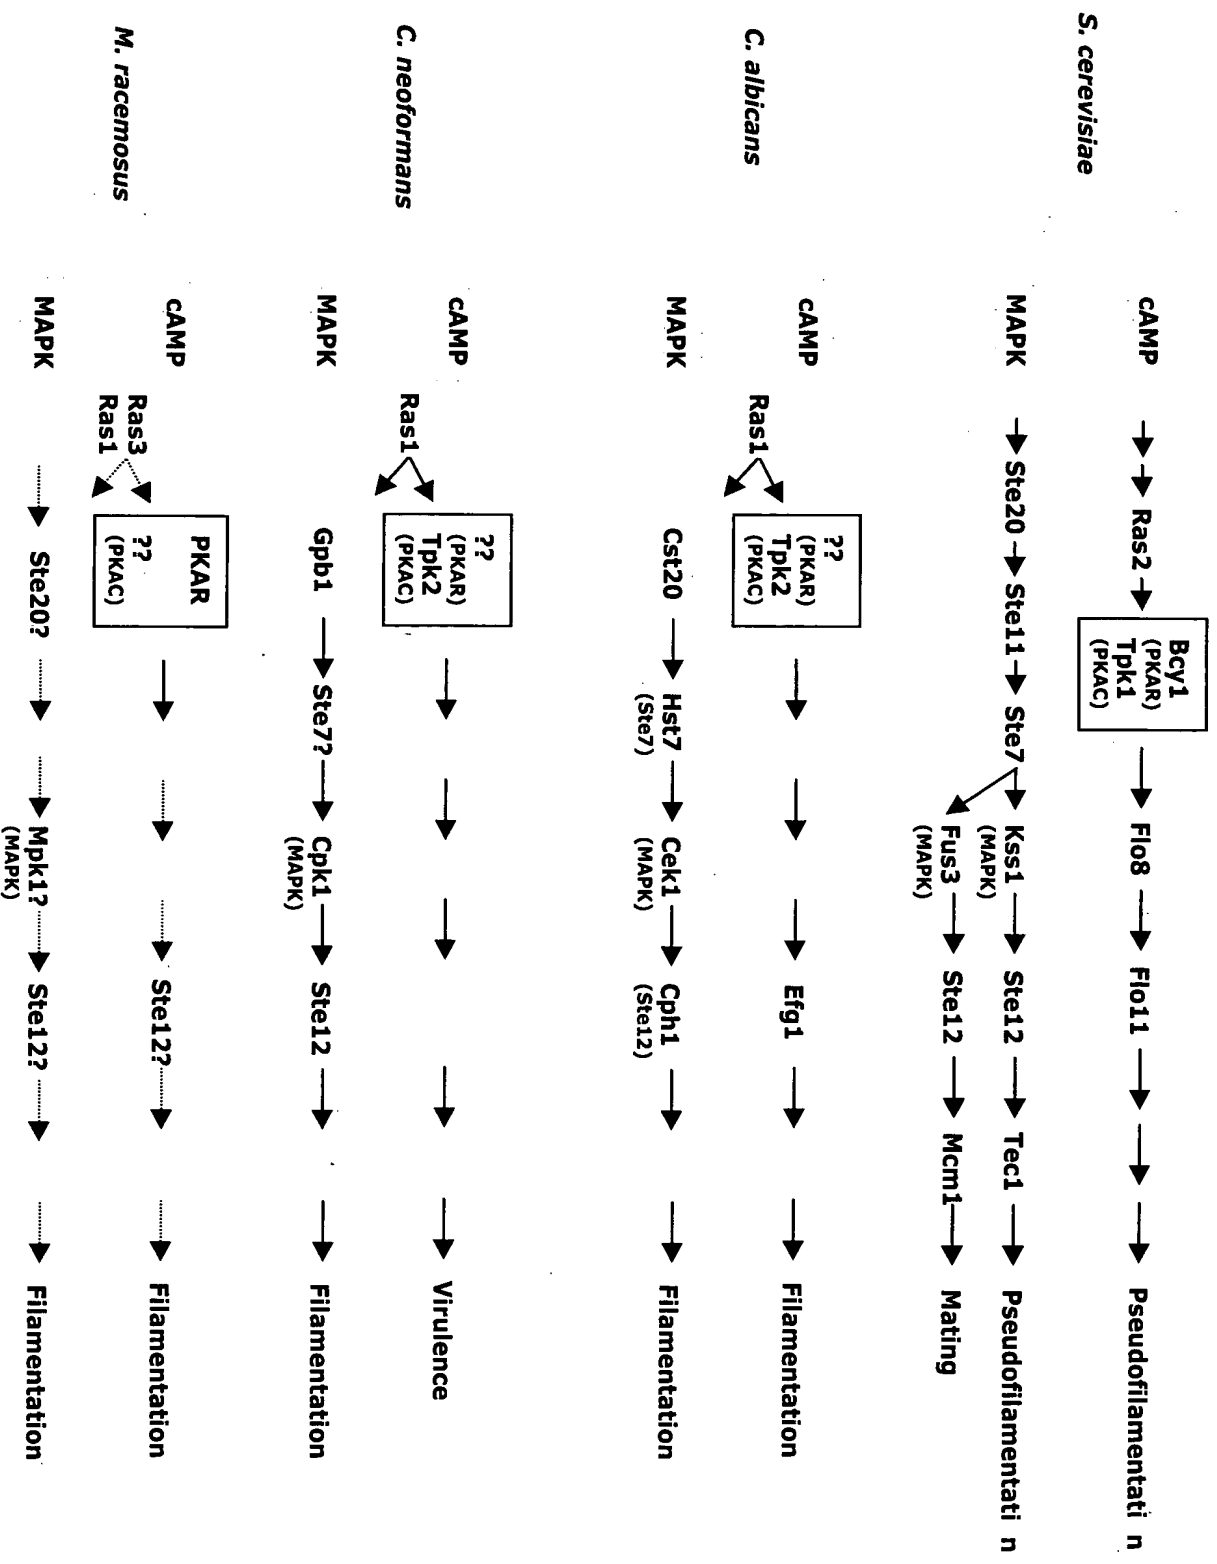 S. cerevisiae
cAMP Ras2 Bcy1 Flo8 Flo11 Pseudofilamentati n
(PKAR)
Tpk1
(PKAC)
MAPK Ste20 Ste11 Ste7 Kss1 Ste12 Tec1 Pseudofilamentati n
(MAPK)
Fus3 Ste12 Mcm1 Mating
(MAPK)
C. albicans
cAMP ?? Efg1 Filamentation
(PKAR)
Ras1 Tpk2
(PKAC)
MAPK Cst20 Hst7 Cek1 Cph1 Filamentation
(Ste7) (MAPK) (Ste12)
C. neoformans
cAMP ?? Virulence
(PKAR)
Ras1 Tpk2
(PKAC)
MAPK Gpb1 Ste7? Cpk1 Ste12 Filamentation
(MAPK)
M. racemosus
cAMP PKAR Ste12? Filamentation
Ras3 ??
Ras1 (PKAC)
MAPK Ste20? Mpk1? Ste12? Filamentation
(MAPK)